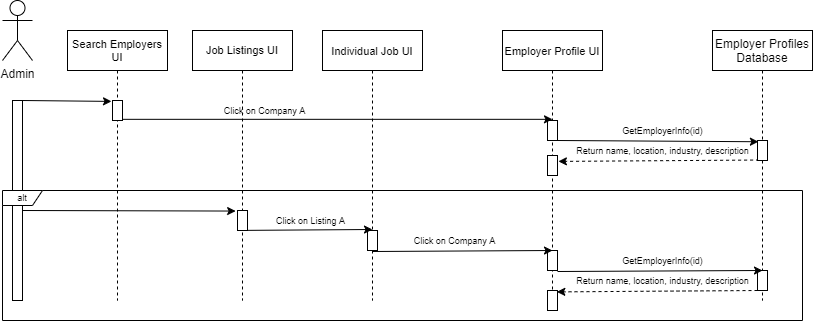 Search Employers
UI
Job Listings UI
Individual Job UI
Employer Profile UI
Employer Profiles
Database
Admin
Click on Company A
GetEmployerInfo(id)
Return name, location, industry, description
alt
Click on Listing A
Click on Company A
GetEmployerInfo(id)
Return name, location, industry, description